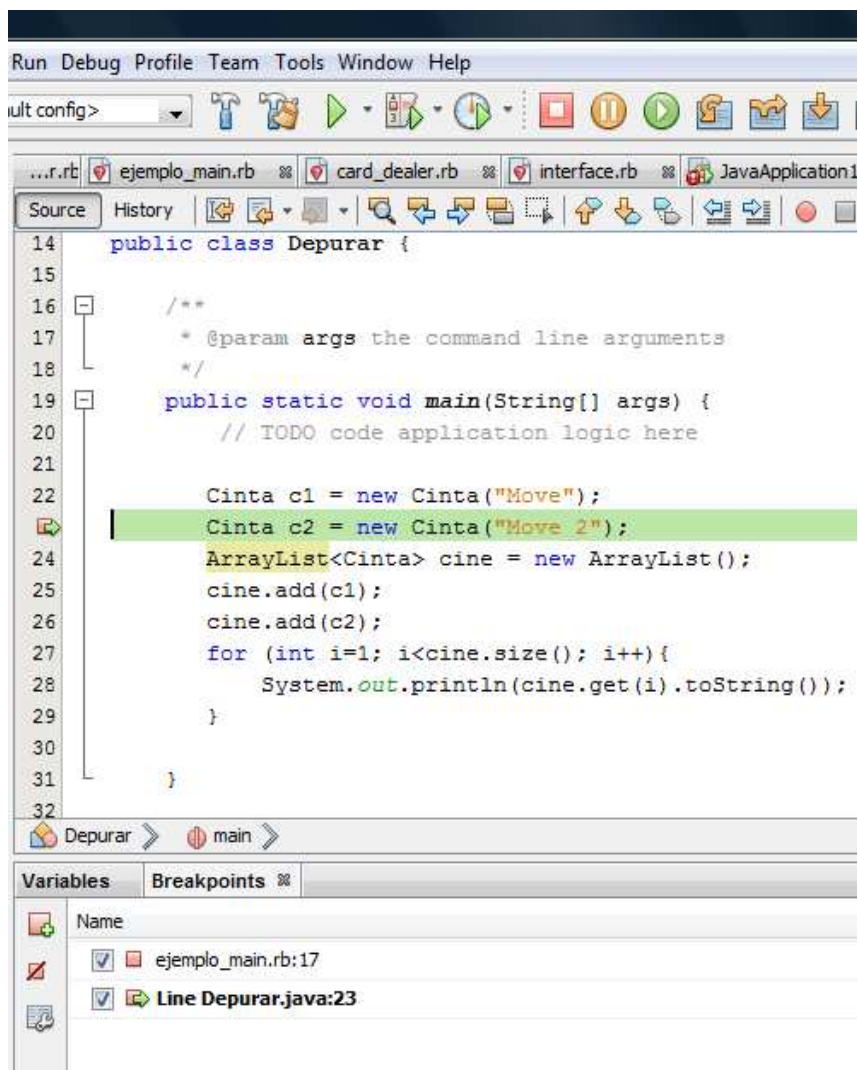 Run Debug Profile Team Tools Window Help
ult config>
...r.rb ejemplo_main.rb card_dealer.rb interface.rb JavaApplication1
Source History
14 public class Depurar {
15
16 /**
17 * @param args the command line arguments
18 */
19 public static void main(String[] args) {
20 // TODO code application logic here
21
22 Cinta c1 = new Cinta("Move");
Cinta c2 = new Cinta("Move 2");
24 ArrayList<Cinta> cine = new ArrayList();
25 cine.add(c1);
26 cine.add(c2);
27 for (int i=1; i<cine.size(); i++){
28 System.out.println(cine.get(i).toString());
29 }
30
31 }
32
Depurar main
Variables Breakpoints
Name
ejemplo_main.rb:17
Line Depurar.java:23